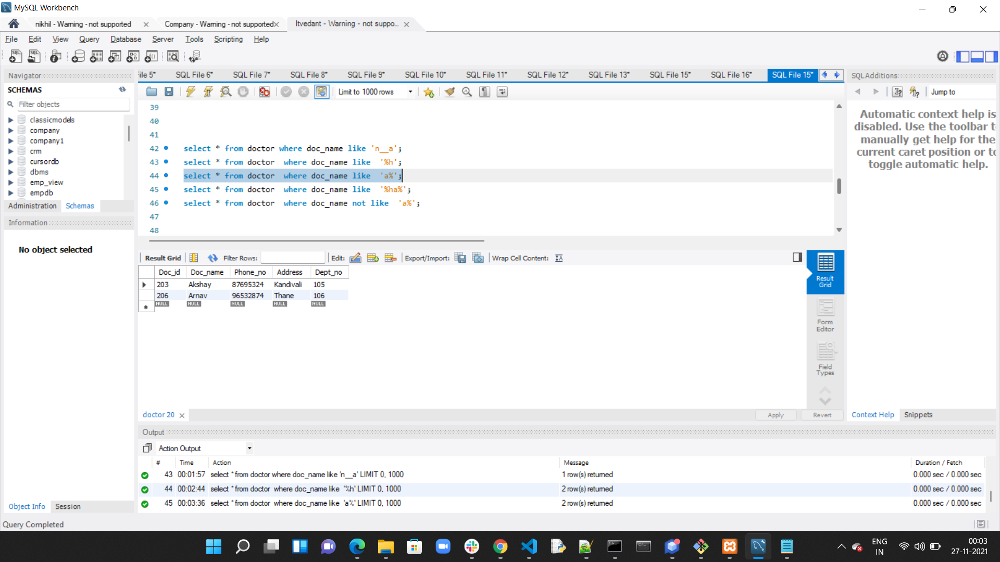 MySQL Workbench
nikhil - Warning - not supported
Company - Warning - not supported
Itvedant - Warning - not suppo...
File Edit View Query Database Server Tools Scripting Help
Navigator
ile 5* SQL File 6* SQL File 7* SQL File 8* SQL File 9* SQL File 10* SQL File 11* SQL File 12* SQL File 13* SQL File 15* SQL File 16* SQL File 15*
SQLAdditions
SCHEMAS
Filter objects
classicmodels
company
company1
crm
cursordb
dbms
emp_view
empdb
Administration Schemas
Information
No object selected
Limit to 1000 rows
39
40
41
42 select * from doctor where doc_name like 'n__a';
43 select * from doctor  where doc_name like  '%h';
44 select * from doctor  where doc_name like  'a%';
45 select * from doctor  where doc_name like  '%ha%';
46 select * from doctor  where doc_name not like  'a%';
47
48
Jump to
Automatic context help is
disabled. Use the toolbar t
manually get help for the
current caret position or to
toggle automatic help.
Result Grid Filter Rows: Edit: Export/Import: Wrap Cell Content:
Doc_id Doc_name Phone_no Address Dept_no
203 Akshay 87695324 Kandivali 105
206 Arnav 96532874 Thane 106
NULL NULL NULL NULL NULL
Result
Grid
Form
Editor
Field
Types
doctor 20
Apply Revert
Context Help Snippets
Output
Action Output
# Time Action Message Duration / Fetch
43 00:01:57 select * from doctor where doc_name like 'n__a' LIMIT 0, 1000 1 row(s) returned 0.000 sec / 0.000 sec
44 00:02:44 select * from doctor  where doc_name like  '%h' LIMIT 0, 1000 2 row(s) returned 0.000 sec / 0.000 sec
45 00:03:36 select * from doctor  where doc_name like  'a%' LIMIT 0, 1000 2 row(s) returned 0.000 sec / 0.000 sec
Object Info Session
Query Completed
ENG
IN
00:03
27-11-2021